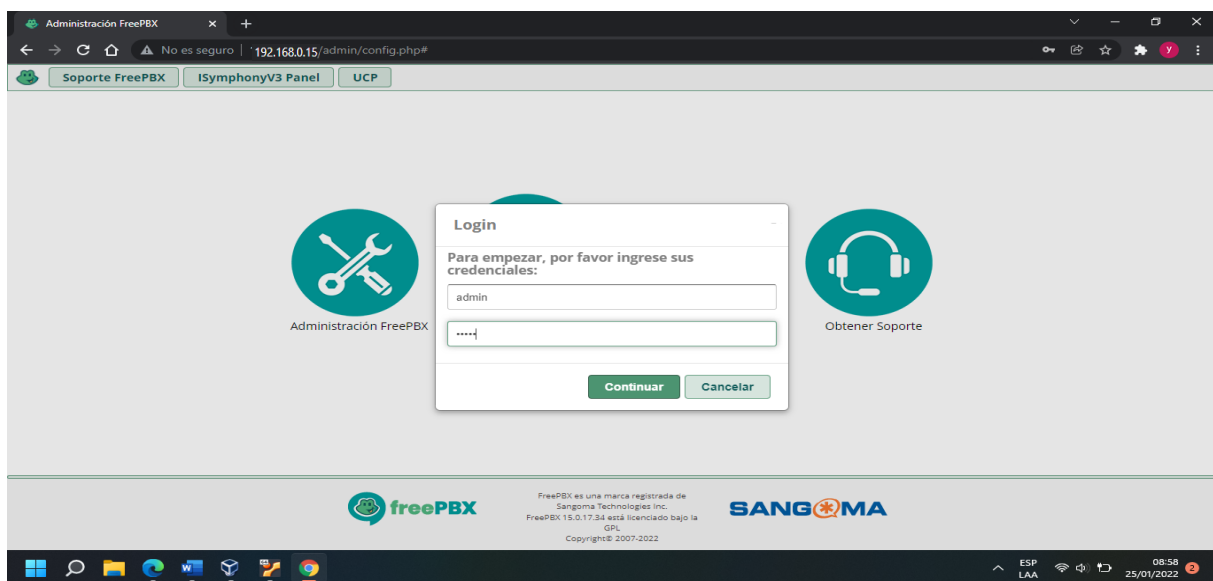 Administración FreePBX
No es seguro | 192.168.0.15/admin/config.php#
y
Soporte FreePBX
ISymphonyV3 Panel
UCP
Login
Para empezar, por favor ingrese sus
credenciales:
admin
Continuar
Cancelar
Administración FreePBX
Obtener Soporte
freePBX
FreePBX es una marca registrada de
Sangoma Technologies Inc.
FreePBX 15.0.17.34 está licenciado bajo la
GPL
Copyright© 2007-2022
SANGOMA
ESP
LAA
08:58
25/01/2022
2